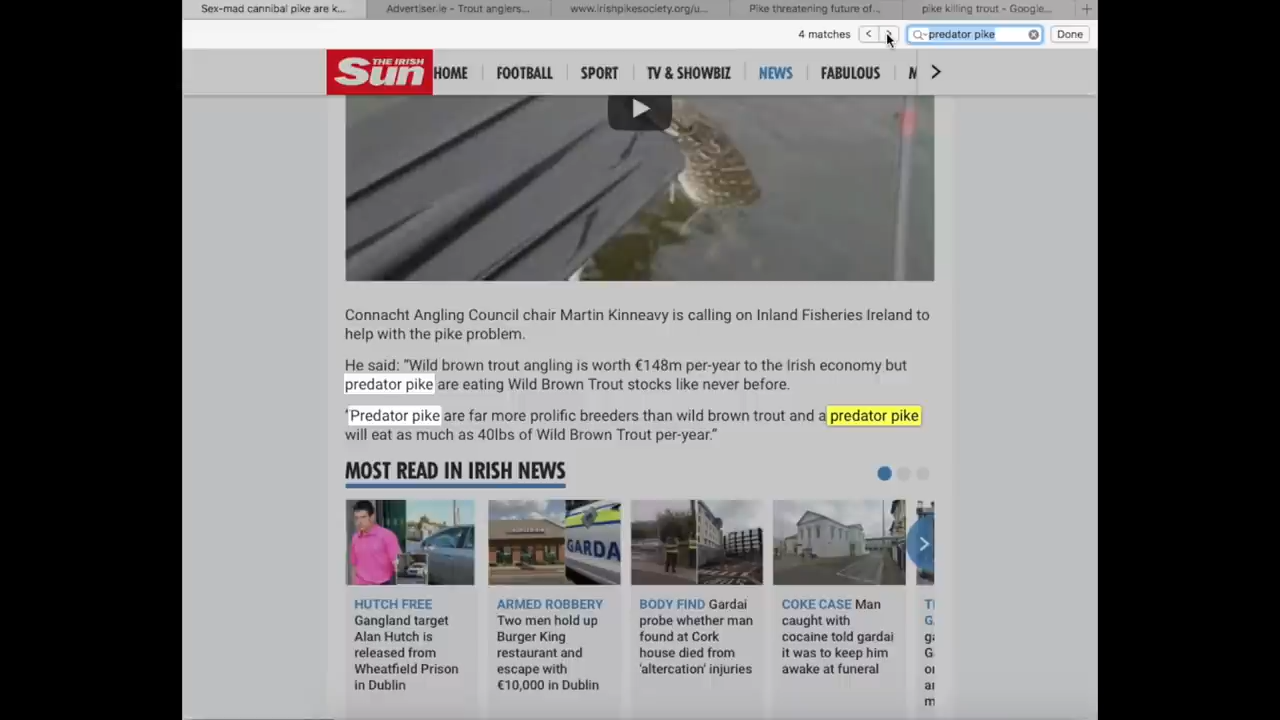 Sex-mad cannibal pike are k...
Advertiser.ie - Trout anglers...
www.irishpikesociety.org/u...
Pike threatening future of...
pike killing trout - Google...
4 matches
predator pike
Done
THE IRISH
Sun
HOME
FOOTBALL
SPORT
TV & SHOWBIZ
NEWS
FABULOUS
M
Connacht Angling Council chair Martin Kinneavy is calling on Inland Fisheries Ireland to
help with the pike problem.
He said: “Wild brown trout angling is worth €148m per-year to the Irish economy but
predator pike are eating Wild Brown Trout stocks like never before.
‘Predator pike are far more prolific breeders than wild brown trout and a predator pike
will eat as much as 40lbs of Wild Brown Trout per-year.”
MOST READ IN IRISH NEWS
GARDA
HUTCH FREE
Gangland target
Alan Hutch is
released from
Wheatfield Prison
in Dublin
ARMED ROBBERY
Two men hold up
Burger King
restaurant and
escape with
€10,000 in Dublin
BODY FIND Gardai
probe whether man
found at Cork
house died from
'altercation' injuries
COKE CASE Man
caught with
cocaine told gardai
it was to keep him
awake at funeral